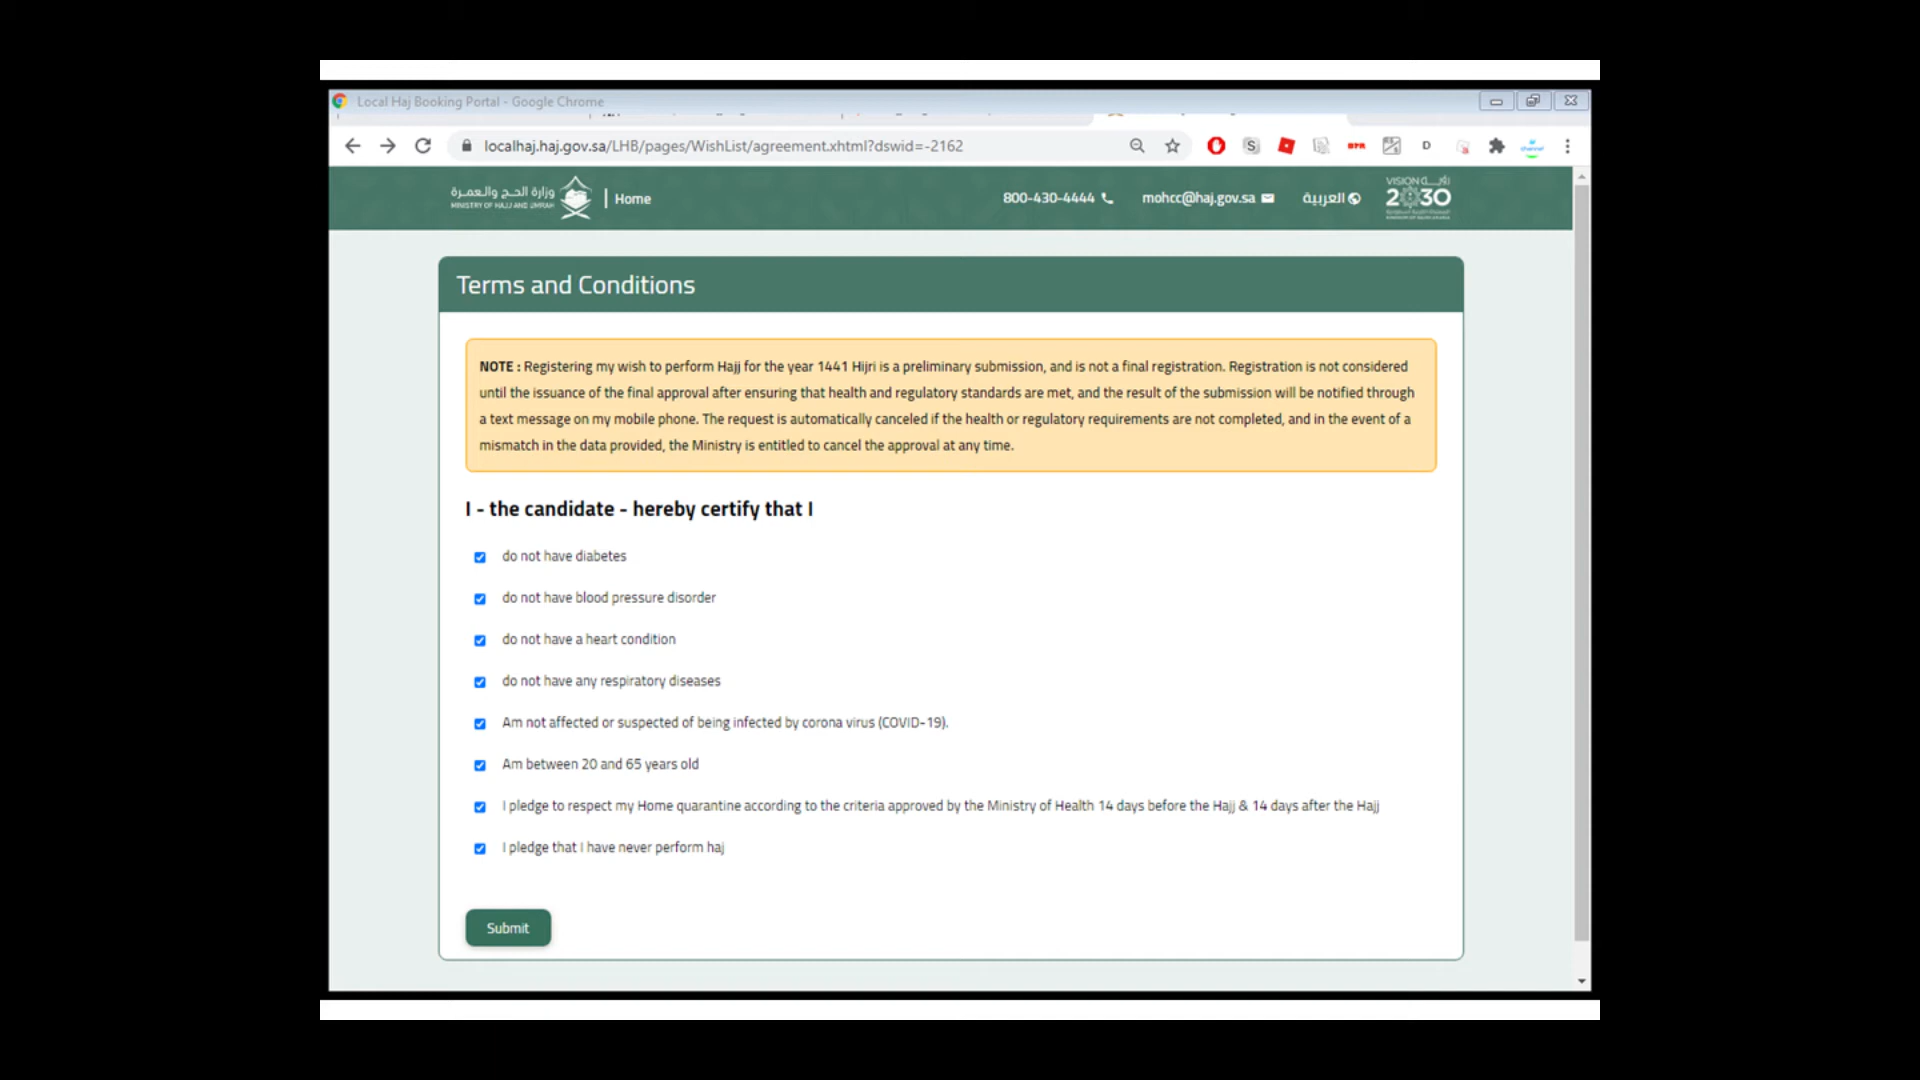 Local Haj Booking Portal - Google Chrome
localhaj.haj.gov.sa/LHB/pages/WishList/agreement.xhtml?dswid=-2162
وزارة الحج والعمرة
MINISTRY OF HAJJ AND UMRAH
Home
800-430-4444
mohcc@haj.gov.sa
العربية
VISION رؤيـــة
2030
Terms and Conditions
NOTE : Registering my wish to perform Hajj for the year 1441 Hijri is a preliminary submission, and is not a final registration. Registration is not considered
until the issuance of the final approval after ensuring that health and regulatory standards are met, and the result of the submission will be notified through
a text message on my mobile phone. The request is automatically canceled if the health or regulatory requirements are not completed, and in the event of a
mismatch in the data provided, the Ministry is entitled to cancel the approval at any time.
I - the candidate - hereby certify that I
do not have diabetes
do not have blood pressure disorder
do not have a heart condition
do not have any respiratory diseases
Am not affected or suspected of being infected by corona virus (COVID-19).
Am between 20 and 65 years old
I pledge to respect my Home quarantine according to the criteria approved by the Ministry of Health 14 days before the Hajj & 14 days after the Hajj
I pledge that I have never perform haj
Submit